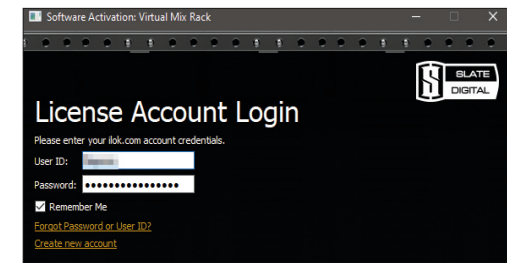 Software Activation: Virtual Mix Rack
SLATE
DIGITAL
License Account Login
Please enter your ilok.com account credentials.
User ID:
Password: ●●●●●●●●●●●●●●●●
Remember Me
Forgot Password or User ID?
Create new account